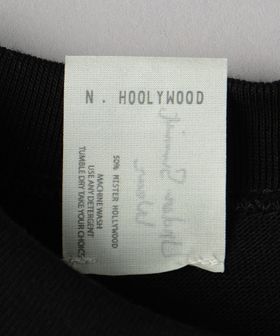 N. HOOLYWOOD
50% MISTER HOLLYWOOD
MACHINE WASH
USE ANY DETERGENT
TUMBLE DRY TAKE YOUR CHOICE